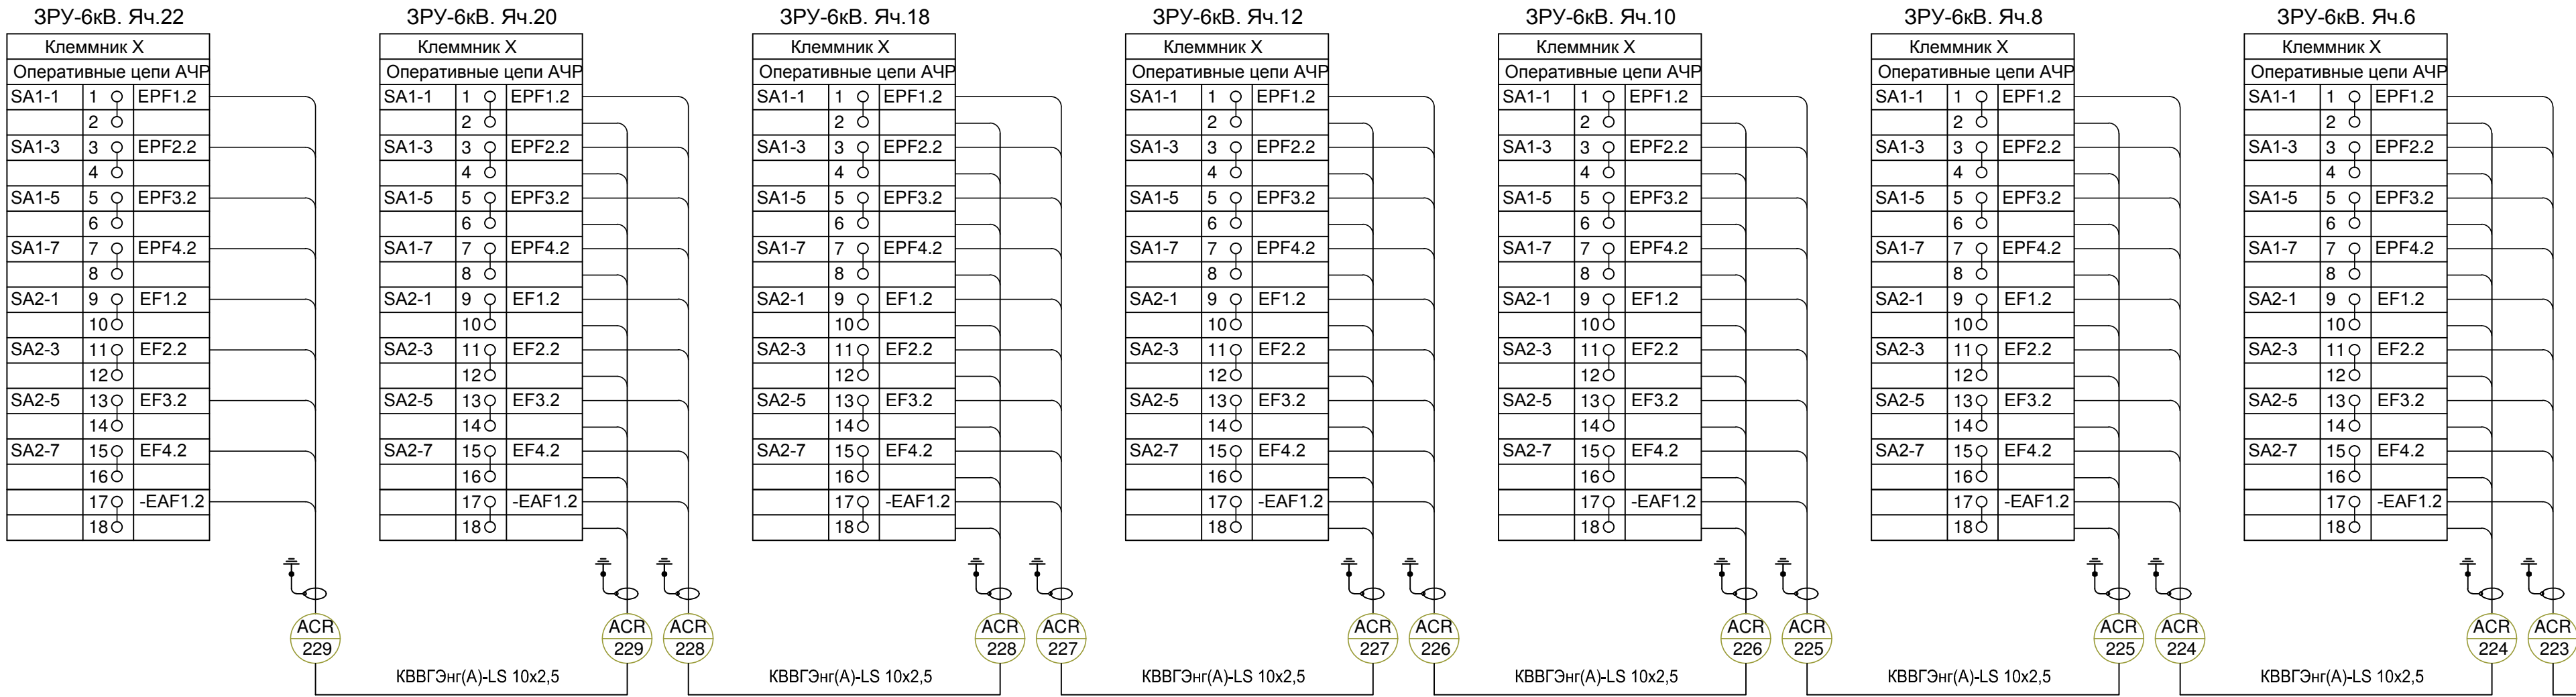 ЗРУ-6кВ. Яч.22
Клеммник X
Оперативные цепи АЧР
SA1-1 1 EPF1.2
2
SA1-3 3 EPF2.2
4
SA1-5 5 EPF3.2
6
SA1-7 7 EPF4.2
8
SA2-1 9 EF1.2
10
SA2-3 11 EF2.2
12
SA2-5 13 EF3.2
14
SA2-7 15 EF4.2
16
17 -EAF1.2
18
ACR
229
КВВГЭнг(A)-LS 10x2,5
ЗРУ-6кВ. Яч.20
Клеммник X
Оперативные цепи АЧР
SA1-1 1 EPF1.2
2
SA1-3 3 EPF2.2
4
SA1-5 5 EPF3.2
6
SA1-7 7 EPF4.2
8
SA2-1 9 EF1.2
10
SA2-3 11 EF2.2
12
SA2-5 13 EF3.2
14
SA2-7 15 EF4.2
16
17 -EAF1.2
18
ACR
229
ACR
228
КВВГЭнг(A)-LS 10x2,5
ЗРУ-6кВ. Яч.18
Клеммник X
Оперативные цепи АЧР
SA1-1 1 EPF1.2
2
SA1-3 3 EPF2.2
4
SA1-5 5 EPF3.2
6
SA1-7 7 EPF4.2
8
SA2-1 9 EF1.2
10
SA2-3 11 EF2.2
12
SA2-5 13 EF3.2
14
SA2-7 15 EF4.2
16
17 -EAF1.2
18
ACR
228
ACR
227
КВВГЭнг(A)-LS 10x2,5
ЗРУ-6кВ. Яч.12
Клеммник X
Оперативные цепи АЧР
SA1-1 1 EPF1.2
2
SA1-3 3 EPF2.2
4
SA1-5 5 EPF3.2
6
SA1-7 7 EPF4.2
8
SA2-1 9 EF1.2
10
SA2-3 11 EF2.2
12
SA2-5 13 EF3.2
14
SA2-7 15 EF4.2
16
17 -EAF1.2
18
ACR
227
ACR
226
КВВГЭнг(A)-LS 10x2,5
ЗРУ-6кВ. Яч.10
Клеммник X
Оперативные цепи АЧР
SA1-1 1 EPF1.2
2
SA1-3 3 EPF2.2
4
SA1-5 5 EPF3.2
6
SA1-7 7 EPF4.2
8
SA2-1 9 EF1.2
10
SA2-3 11 EF2.2
12
SA2-5 13 EF3.2
14
SA2-7 15 EF4.2
16
17 -EAF1.2
18
ACR
226
ACR
225
КВВГЭнг(A)-LS 10x2,5
ЗРУ-6кВ. Яч.8
Клеммник X
Оперативные цепи АЧР
SA1-1 1 EPF1.2
2
SA1-3 3 EPF2.2
4
SA1-5 5 EPF3.2
6
SA1-7 7 EPF4.2
8
SA2-1 9 EF1.2
10
SA2-3 11 EF2.2
12
SA2-5 13 EF3.2
14
SA2-7 15 EF4.2
16
17 -EAF1.2
18
ACR
225
ACR
224
КВВГЭнг(A)-LS 10x2,5
ЗРУ-6кВ. Яч.6
Клеммник X
Оперативные цепи АЧР
SA1-1 1 EPF1.2
2
SA1-3 3 EPF2.2
4
SA1-5 5 EPF3.2
6
SA1-7 7 EPF4.2
8
SA2-1 9 EF1.2
10
SA2-3 11 EF2.2
12
SA2-5 13 EF3.2
14
SA2-7 15 EF4.2
16
17 -EAF1.2
18
ACR
224
ACR
223